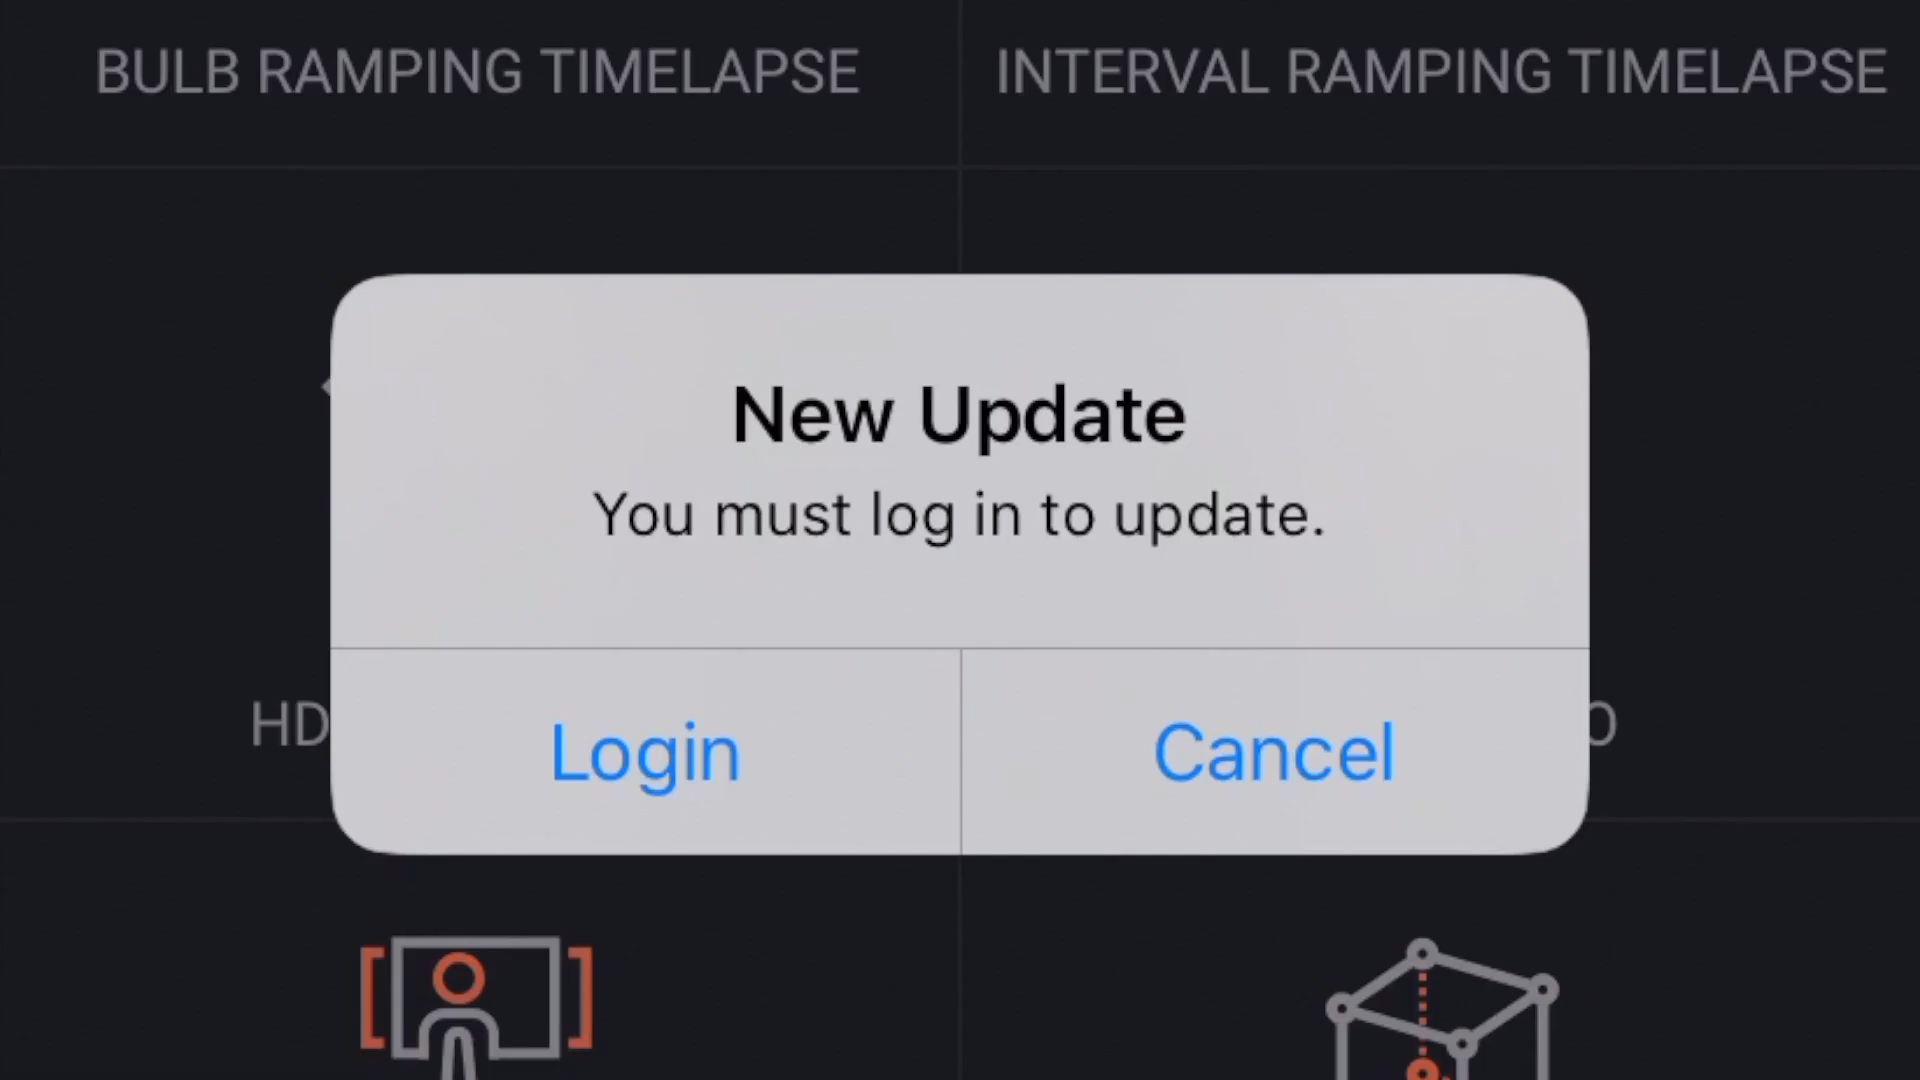 BULB RAMPING TIMELAPSE
INTERVAL RAMPING TIMELAPSE
New Update
You must log in to update.
Login
Cancel